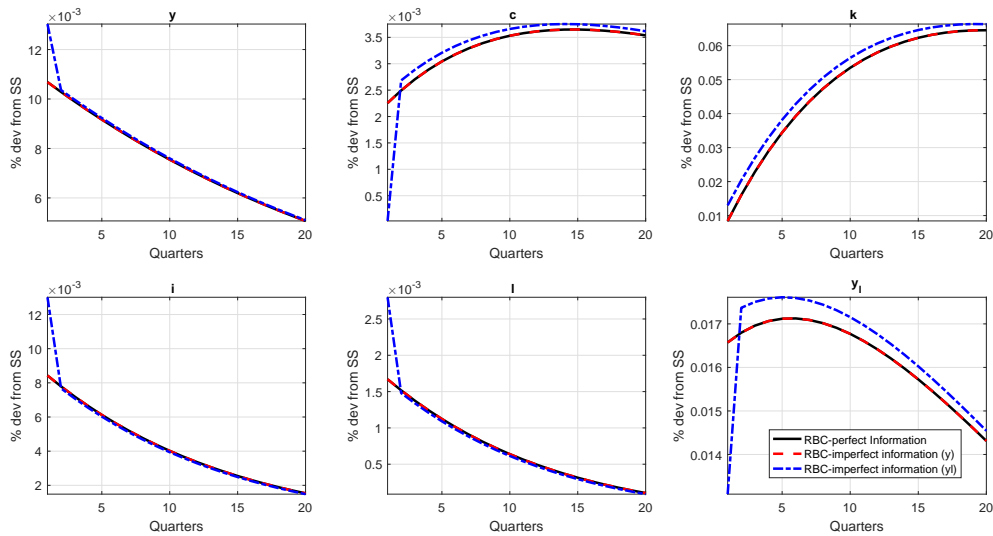 y
×10⁻³
% dev from SS
12
10
8
6
5
10
15
20
Quarters
c
×10⁻³
% dev from SS
3.5
3
2.5
2
1.5
1
0.5
5
10
15
20
Quarters
k
% dev from SS
0.06
0.05
0.04
0.03
0.02
0.01
5
10
15
20
Quarters
i
×10⁻³
% dev from SS
12
10
8
6
4
2
5
10
15
20
Quarters
l
×10⁻³
% dev from SS
2.5
2
1.5
1
0.5
5
10
15
20
Quarters
yₗ
% dev from SS
0.017
0.016
0.015
0.014
5
10
15
20
Quarters
RBC-perfect Information
RBC-imperfect information (y)
RBC-imperfect information (yl)